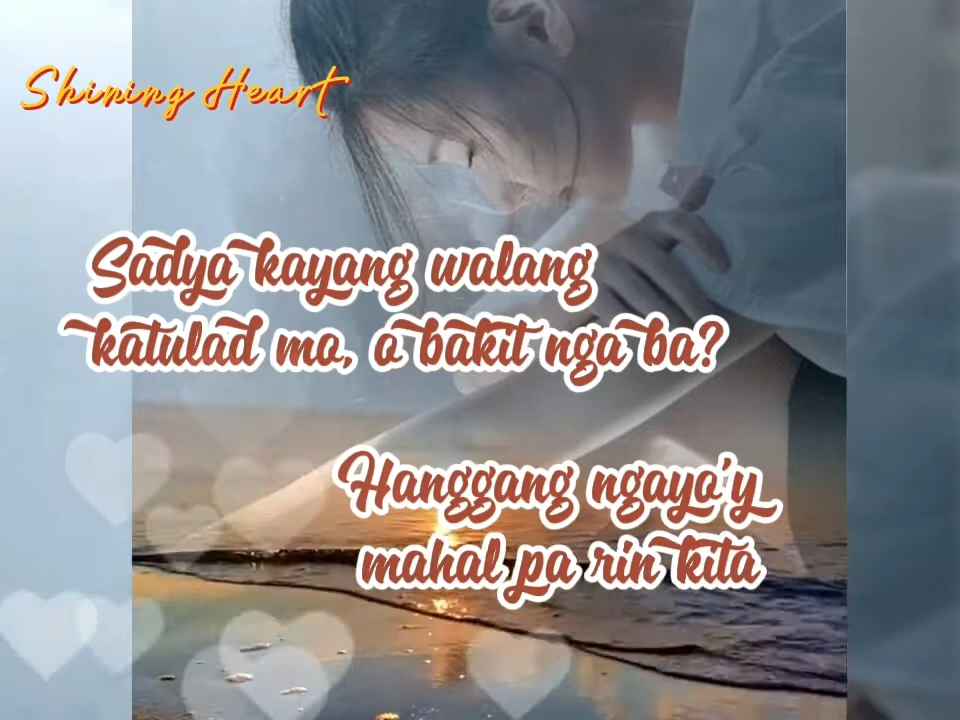 Shining Heart
Sadya kayang walang
katulad mo, o bakit nga ba?
Hanggang ngayo'y
mahal pa rin kita